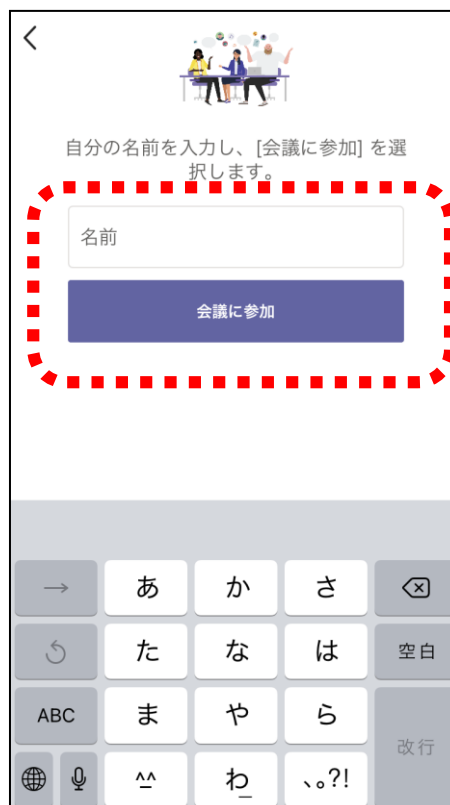 自分の名前を入力し、[会議に参加] を選
択します。
名前
会議に参加
→ あ か さ
た な は 空白
ABC ま や ら
改行
^^ わ_ 、。?!